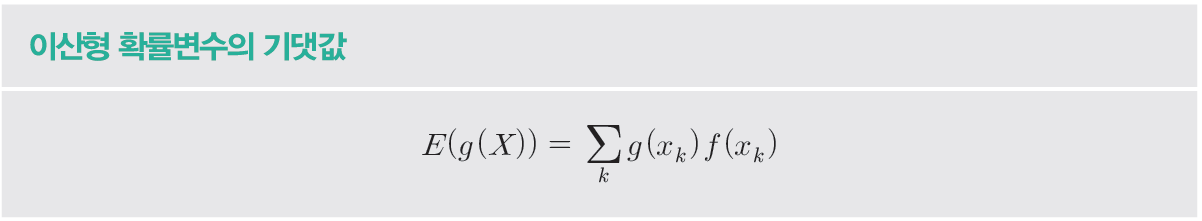 이산형 확률변수의 기댓값
E(g(X)) = ∑_k g(x_k) f(x_k)